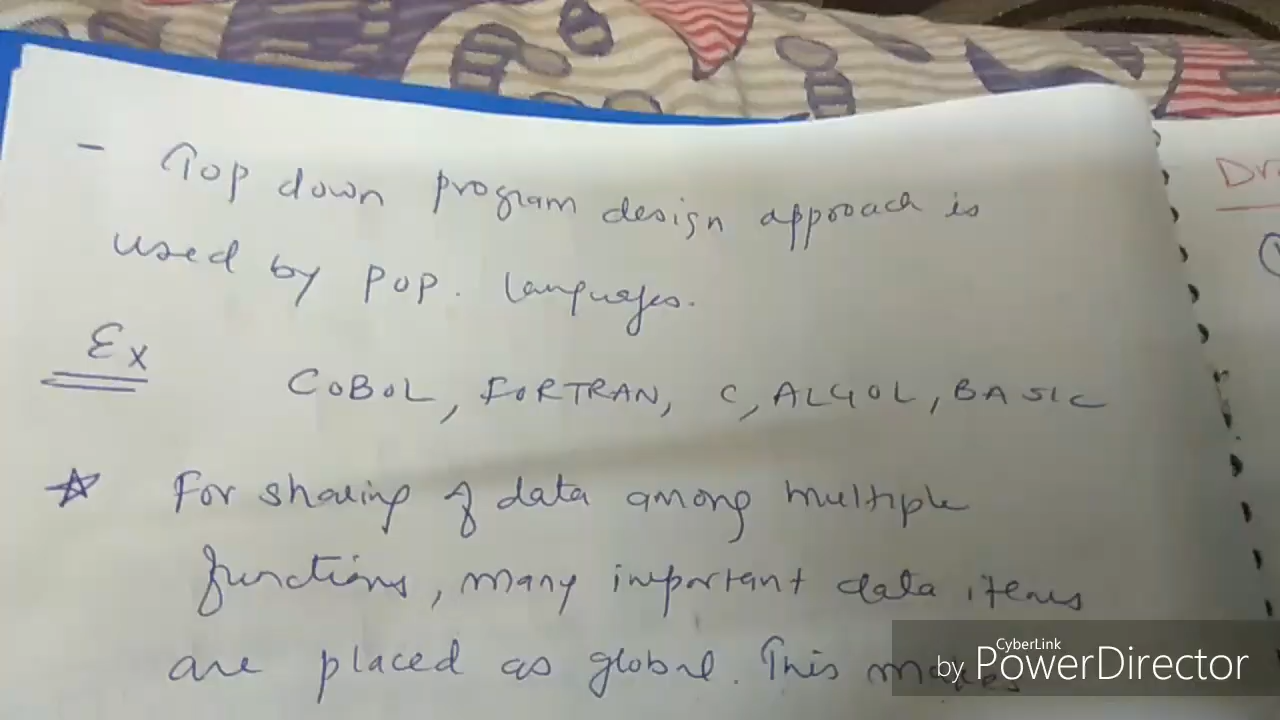 - Top down program design approach is
used by pop. languages.
Ex
COBOL, FORTRAN, C, ALGOL, BASIC
☆ For sharing of data among multiple
functions, many important data items
are placed as global. This makes
CyberLink
by PowerDirector